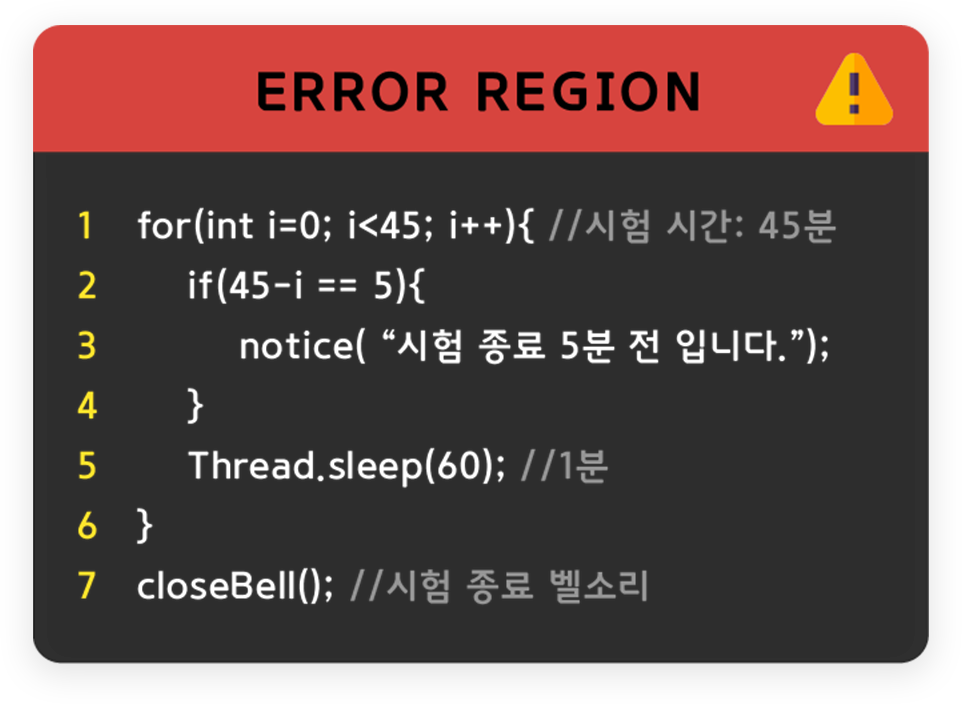 ERROR REGION
1 for(int i=0; i<45; i++){ //시험 시간: 45분
2 if(45-i == 5){
3 notice( “시험 종료 5분 전 입니다.”);
4 }
5 Thread.sleep(60); //1분
6 }
7 closeBell(); //시험 종료 벨소리